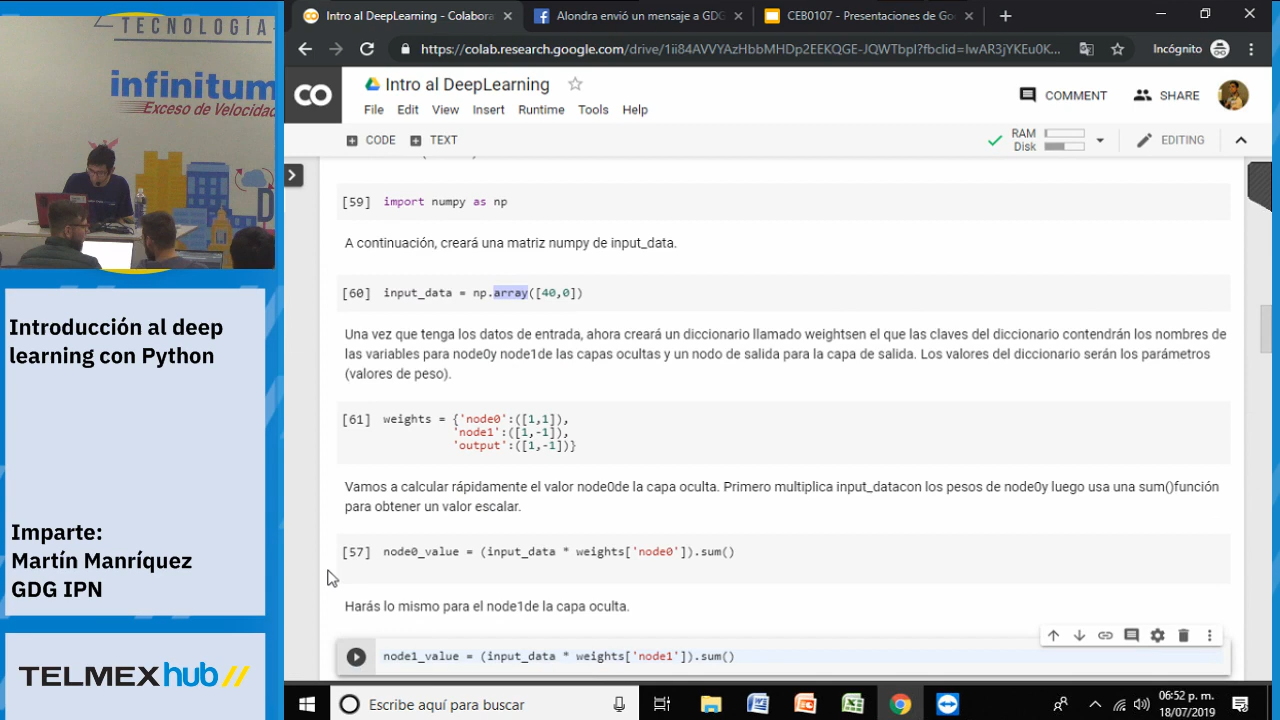 TECNOLOGÍA
infinitum
Exceso de Velocidad
D
Introducción al deep
learning con Python
Imparte:
Martín Manríquez
GDG IPN
TELMEXhub//
Intro al DeepLearning - Colabora
Alondra envió un mensaje a GDG
CEB0107 - Presentaciones de Go
https://colab.research.google.com/drive/1ii84AVVYAzHbbMHDp2EEKQGE-JQWTbpI?fbclid=IwAR3jYKEu0K...
Incógnito
CO
Intro al DeepLearning
COMMENT
SHARE
File Edit View Insert Runtime Tools Help
CODE
TEXT
RAM
Disk
EDITING
[59] import numpy as np
A continuación, creará una matriz numpy de input_data.
[60] input_data = np.array([40,0])
Una vez que tenga los datos de entrada, ahora creará un diccionario llamado weightsen el que las claves del diccionario contendrán los nombres de
las variables para node0y node1de las capas ocultas y un nodo de salida para la capa de salida. Los valores del diccionario serán los parámetros
(valores de peso).
[61] weights = {'node0':([1,1]),
'node1':([1,-1]),
'output':([1,-1])}
Vamos a calcular rápidamente el valor node0de la capa oculta. Primero multiplica input_datacon los pesos de node0y luego usa una sum()función
para obtener un valor escalar.
[57] node0_value = (input_data * weights['node0']).sum()
Harás lo mismo para el node1de la capa oculta.
node1_value = (input_data * weights['node1']).sum()
Escribe aquí para buscar
06:52 p. m.
18/07/2019